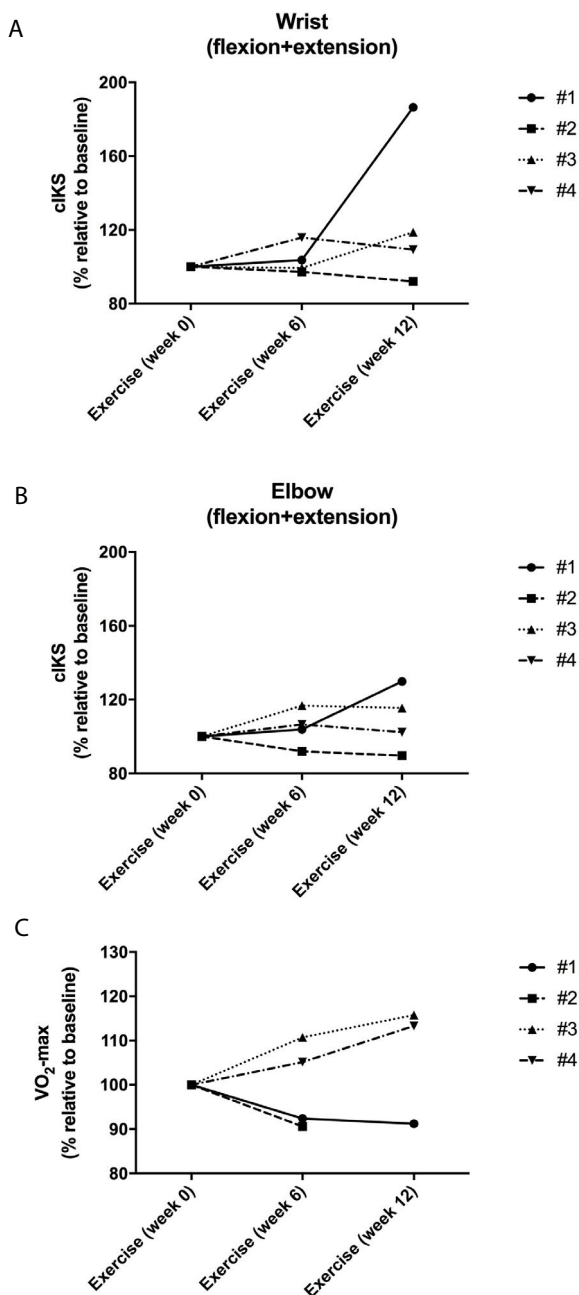 A
Wrist
(flexion+extension)
cIKS
(% relative to baseline)
200
160
120
80
Exercise (week 0)
Exercise (week 6)
Exercise (week 12)
#1
#2
#3
#4
B
Elbow
(flexion+extension)
cIKS
(% relative to baseline)
200
160
120
80
Exercise (week 0)
Exercise (week 6)
Exercise (week 12)
#1
#2
#3
#4
C
VO₂-max
(% relative to baseline)
130
120
110
100
90
80
Exercise (week 0)
Exercise (week 6)
Exercise (week 12)
#1
#2
#3
#4